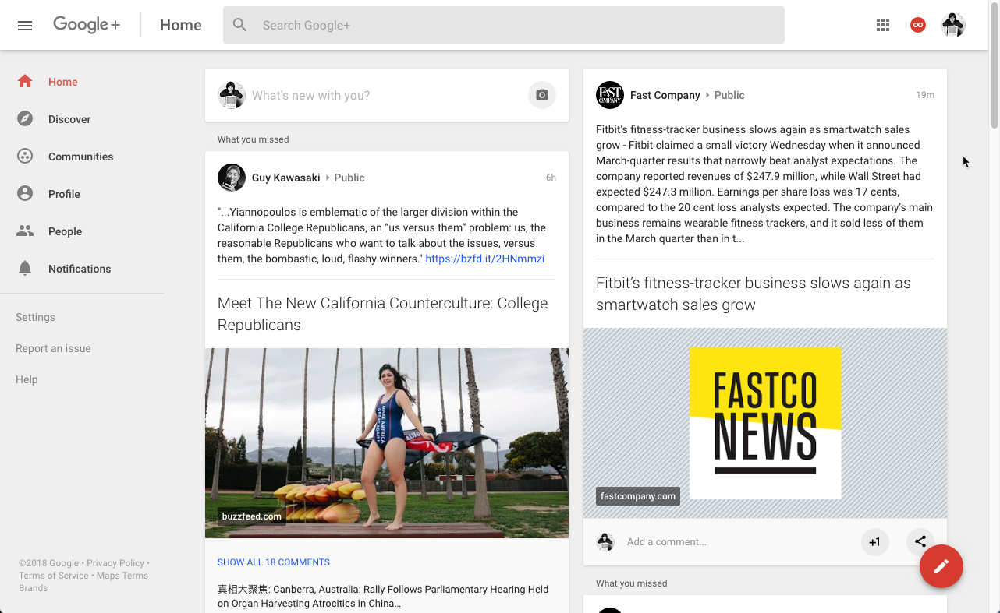 Google+
Home
Search Google+
∞
Home
Discover
Communities
Profile
People
Notifications
Settings
Report an issue
Help
©2018 Google • Privacy Policy •
Terms of Service • Maps Terms
Brands
What's new with you?
What you missed
Guy Kawasaki Public
6h
"...Yiannopoulos is emblematic of the larger division within the
California College Republicans, an “us versus them” problem: us, the
reasonable Republicans who want to talk about the issues, versus
them, the bombastic, loud, flashy winners." https://bzfd.it/2HNmmzi
Meet The New California Counterculture: College
Republicans
MAKE AMERICA
GREAT AGAIN!
buzzfeed.com
SHOW ALL 18 COMMENTS
真相大聚焦: Canberra, Australia: Rally Follows Parliamentary Hearing Held
on Organ Harvesting Atrocities in China…
FAST
COMPANY
Fast Company Public
19m
Fitbit’s fitness-tracker business slows again as smartwatch sales
grow - Fitbit claimed a small victory Wednesday when it announced
March-quarter results that narrowly beat analyst expectations. The
company reported revenues of $247.9 million, while Wall Street had
expected $247.3 million. Earnings per share loss was 17 cents,
compared to the 20 cent loss analysts expected. The company’s main
business remains wearable fitness trackers, and it sold less of them
in the March quarter than in t...
Fitbit’s fitness-tracker business slows again as
smartwatch sales grow
FASTCO
NEWS
fastcompany.com
Add a comment...
+1
What you missed